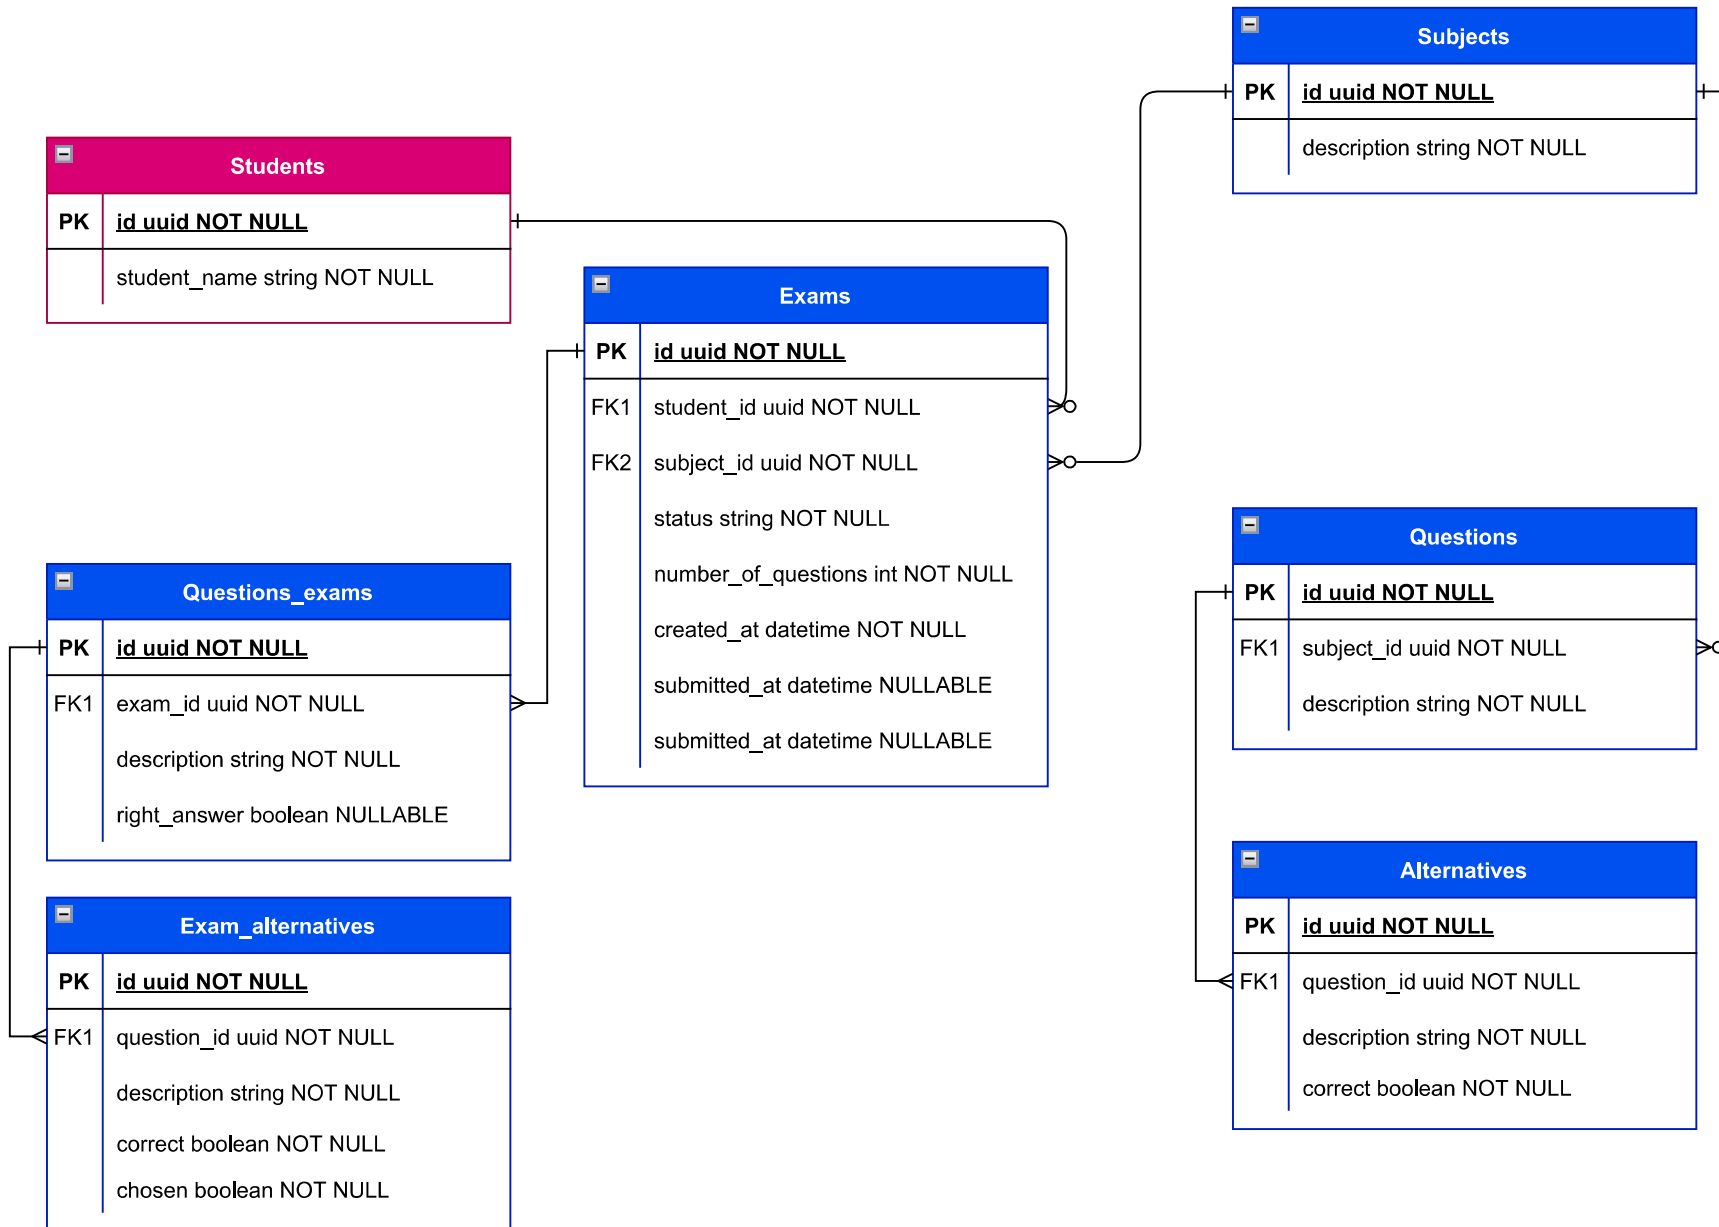 Subjects
PK id uuid NOT NULL
description string NOT NULL
Students
PK id uuid NOT NULL
student_name string NOT NULL
Exams
PK id uuid NOT NULL
FK1 student_id uuid NOT NULL
FK2 subject_id uuid NOT NULL
status string NOT NULL
number_of_questions int NOT NULL
created_at datetime NOT NULL
submitted_at datetime NULLABLE
submitted_at datetime NULLABLE
Questions
PK id uuid NOT NULL
FK1 subject_id uuid NOT NULL
description string NOT NULL
Questions_exams
PK id uuid NOT NULL
FK1 exam_id uuid NOT NULL
description string NOT NULL
right_answer boolean NULLABLE
Alternatives
PK id uuid NOT NULL
FK1 question_id uuid NOT NULL
description string NOT NULL
correct boolean NOT NULL
Exam_alternatives
PK id uuid NOT NULL
FK1 question_id uuid NOT NULL
description string NOT NULL
correct boolean NOT NULL
chosen boolean NOT NULL